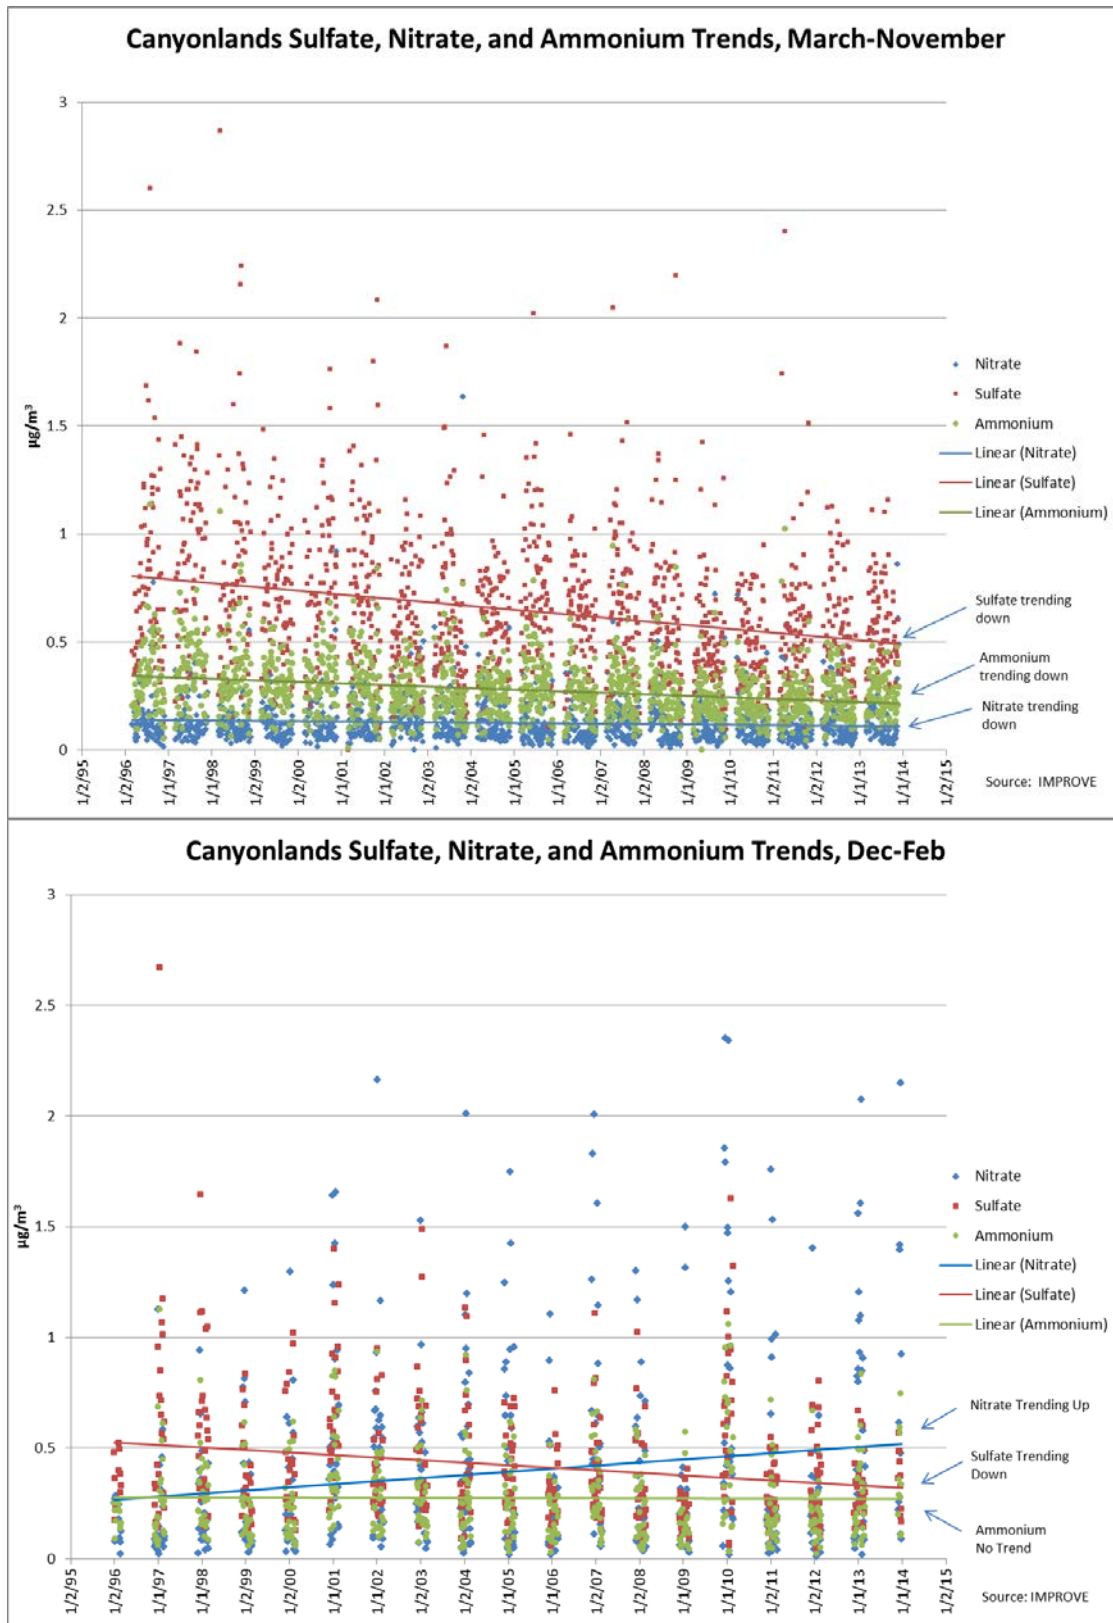 Canyonlands Sulfate, Nitrate, and Ammonium Trends, March-November
3
2.5
2
1.5
1
0.5
0
µg/m³
Nitrate
Sulfate
Ammonium
Linear (Nitrate)
Linear (Sulfate)
Linear (Ammonium)
Sulfate trending
down
Ammonium
trending down
Nitrate trending
down
1/2/95
1/2/96
1/1/97
1/1/98
1/1/99
1/2/00
1/1/01
1/1/02
1/1/03
1/2/04
1/1/05
1/1/06
1/1/07
1/2/08
1/1/09
1/1/10
1/1/11
1/2/12
1/1/13
1/1/14
1/2/15
Source: IMPROVE
Canyonlands Sulfate, Nitrate, and Ammonium Trends, Dec-Feb
3
2.5
2
1.5
1
0.5
0
µg/m³
Nitrate
Sulfate
Ammonium
Linear (Nitrate)
Linear (Sulfate)
Linear (Ammonium)
Nitrate Trending Up
Sulfate Trending
Down
Ammonium
No Trend
1/2/95
1/2/96
1/1/97
1/1/98
1/2/99
1/2/00
1/1/01
1/1/02
1/1/03
1/2/04
1/1/05
1/1/06
1/2/07
1/2/08
1/1/09
1/1/10
1/2/11
1/2/12
1/1/13
1/1/14
1/2/15
Source: IMPROVE